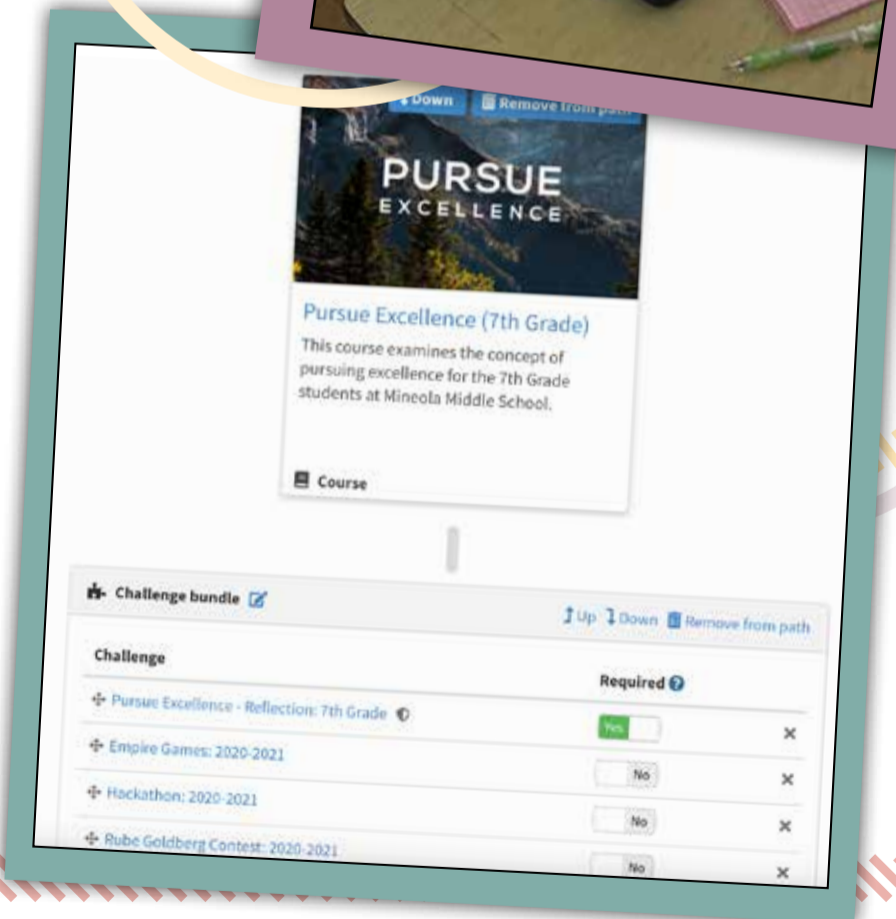 Down Remove from path
PURSUE
EXCELLENCE
Pursue Excellence (7th Grade)
This course examines the concept of
pursuing excellence for the 7th Grade
students at Mineola Middle School.
Course
Challenge bundle Up Down Remove from path
Challenge Required
Pursue Excellence - Reflection: 7th Grade Yes
Empire Games: 2020-2021 No
Hackathon: 2020-2021 No
Rube Goldberg Contest: 2020-2021 No